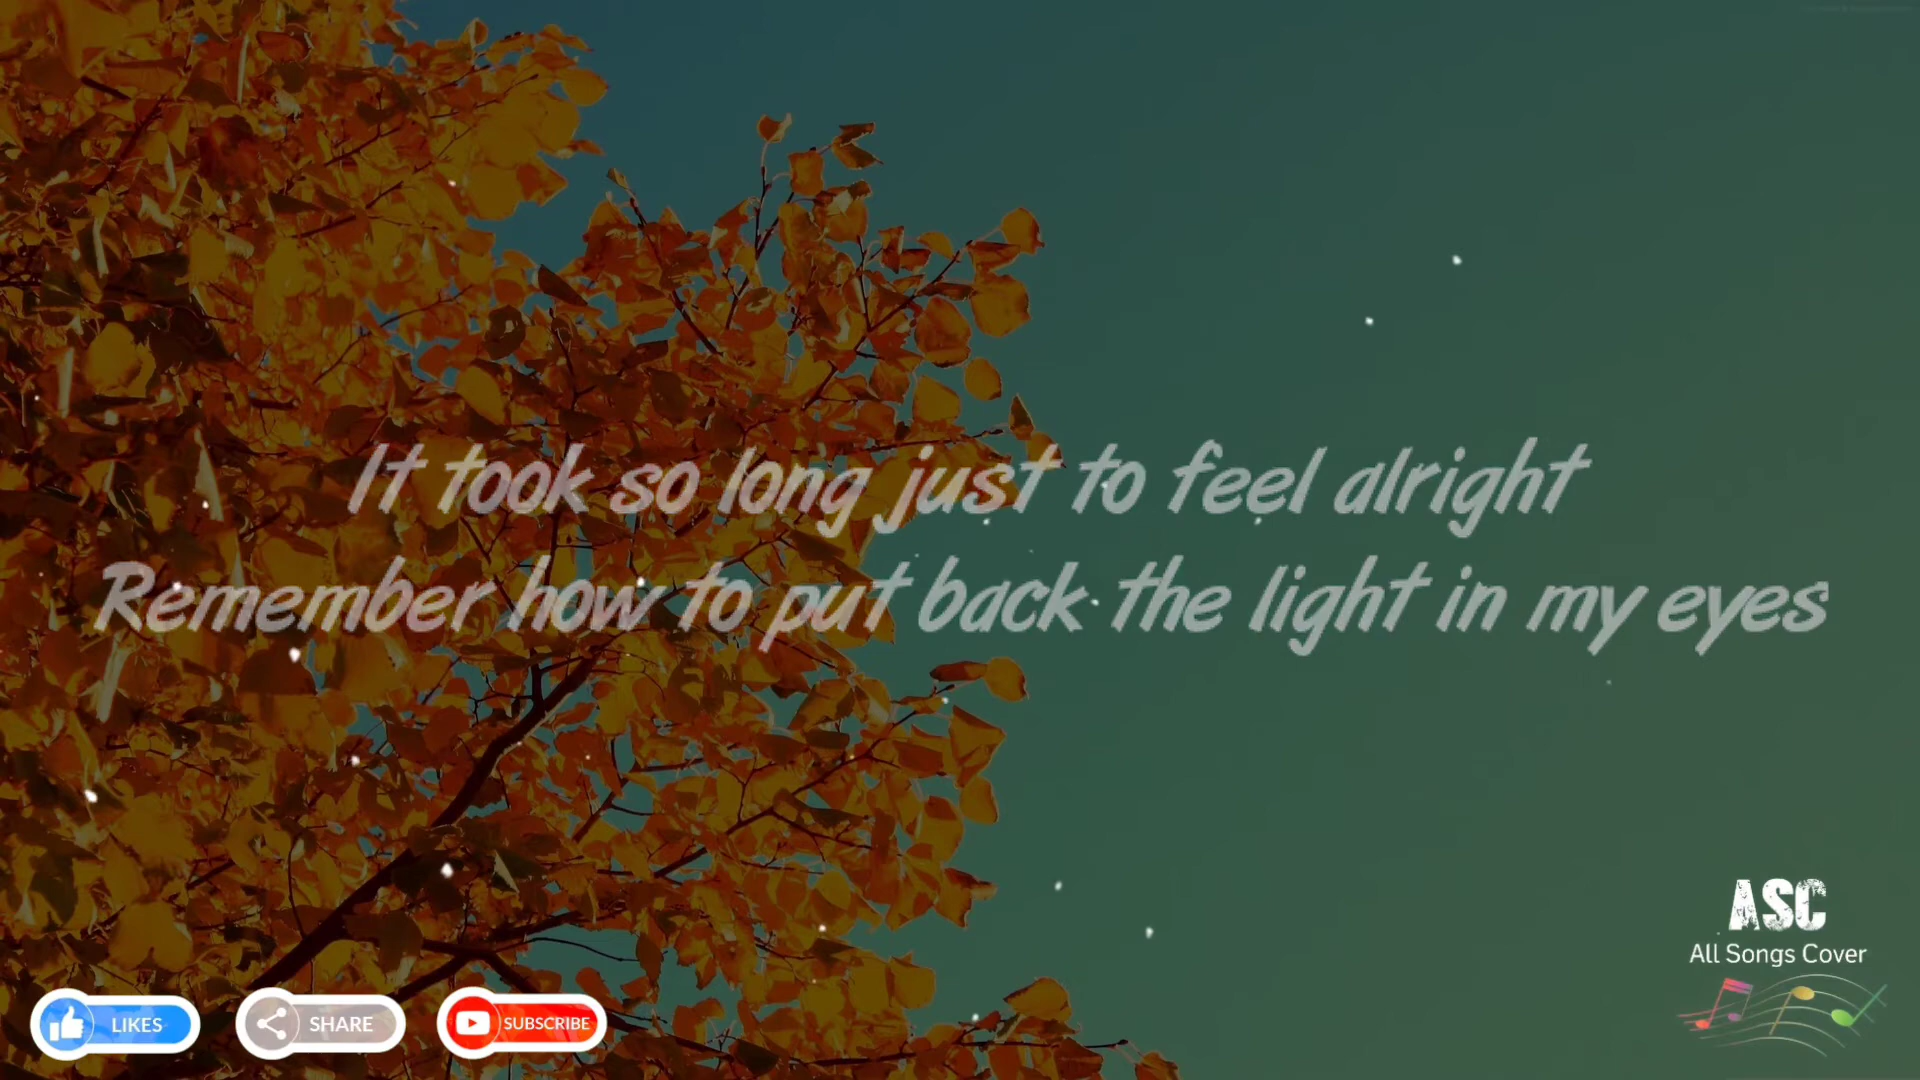 It took so long just to feel alright
Remember how to put back the light in my eyes
ASC
All Songs Cover
LIKES
SHARE
SUBSCRIBE